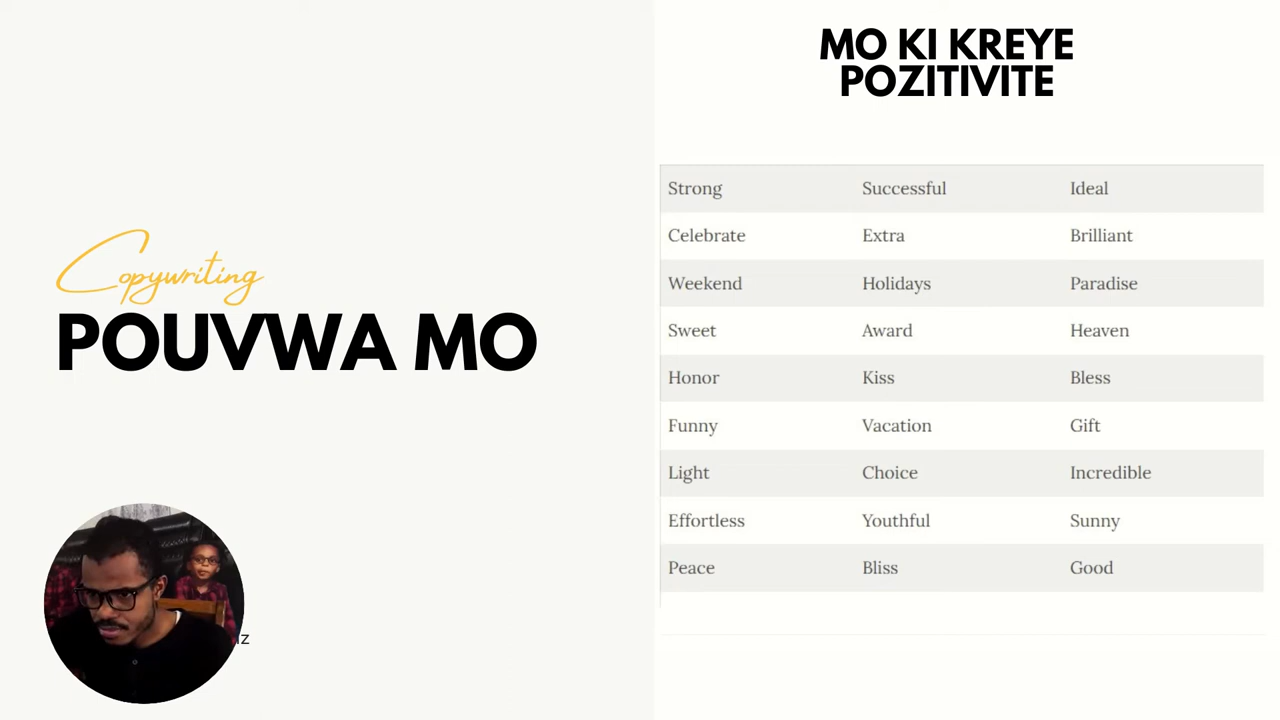 Copywriting
POUVWA MO
MO KI KREYE
POZITIVITE
Strong Successful Ideal
Celebrate Extra Brilliant
Weekend Holidays Paradise
Sweet Award Heaven
Honor Kiss Bless
Funny Vacation Gift
Light Choice Incredible
Effortless Youthful Sunny
Peace Bliss Good